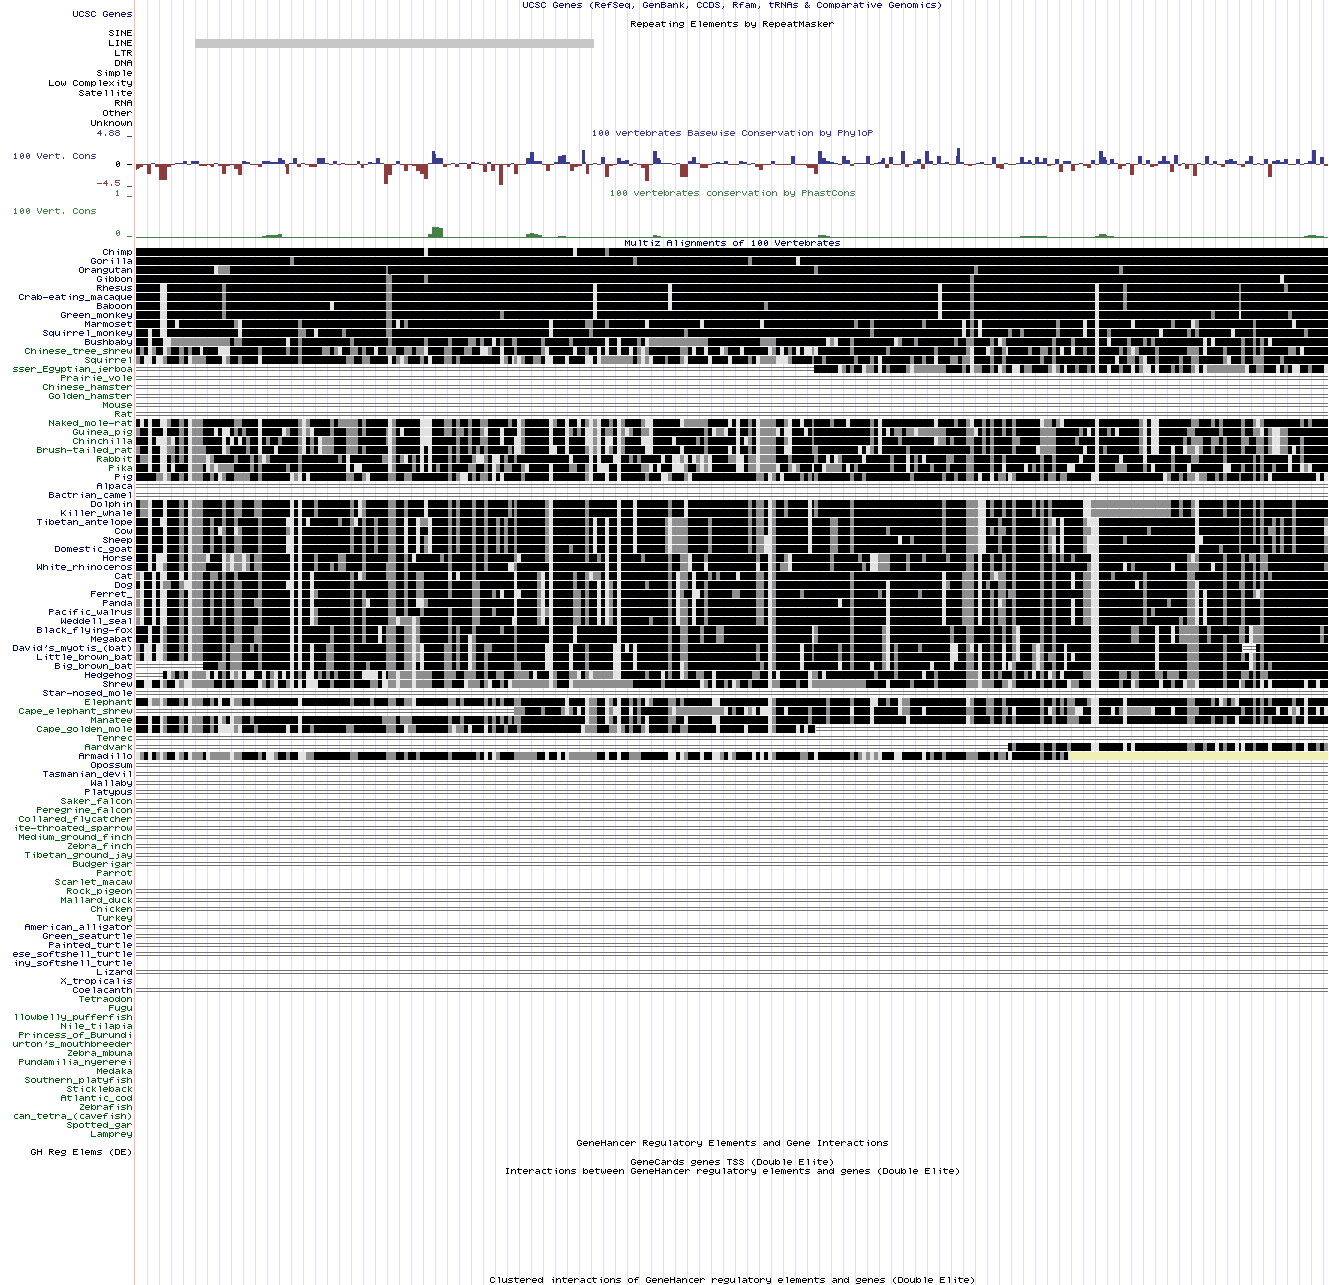 UCSC Genes (RefSeq, GenBank, CCDS, Rfam, tRNAs & Comparative Genomics)
UCSC Genes
Repeating Elements by RepeatMasker
SINE
LINE
LTR
DNA
Simple
Low Complexity
Satellite
RNA
Other
Unknown
4.88 _
100 vertebrates Basewise Conservation by PhyloP
100 Vert. Cons
0 _
-4.5 _
1 _
100 vertebrates conservation by PhastCons
100 Vert. Cons
0 _
Multiz Alignments of 100 Vertebrates
Chimp
Gorilla
Orangutan
Gibbon
Rhesus
Crab-eating_macaque
Baboon
Green_monkey
Marmoset
Squirrel_monkey
Bushbaby
Chinese_tree_shrew
Squirrel
sser_Egyptian_jerboa
Prairie_vole
Chinese_hamster
Golden_hamster
Mouse
Rat
Naked_mole-rat
Guinea_pig
Chinchilla
Brush-tailed_rat
Rabbit
Pika
Pig
Alpaca
Bactrian_camel
Dolphin
Killer_whale
Tibetan_antelope
Cow
Sheep
Domestic_goat
Horse
White_rhinoceros
Cat
Dog
Ferret_
Panda
Pacific_walrus
Weddell_seal
Black_flying-fox
Megabat
David's_myotis_(bat)
Little_brown_bat
Big_brown_bat
Hedgehog
Shrew
Star-nosed_mole
Elephant
Cape_elephant_shrew
Manatee
Cape_golden_mole
Tenrec
Aardvark
Armadillo
Opossum
Tasmanian_devil
Wallaby
Platypus
Saker_falcon
Peregrine_falcon
Collared_flycatcher
ite-throated_sparrow
Medium_ground_finch
Zebra_finch
Tibetan_ground_jay
Budgerigar
Parrot
Scarlet_macaw
Rock_pigeon
Mallard_duck
Chicken
Turkey
American_alligator
Green_seaturtle
Painted_turtle
ese_softshell_turtle
iny_softshell_turtle
Lizard
X_tropicalis
Coelacanth
Tetraodon
Fugu
llowbelly_pufferfish
Nile_tilapia
Princess_of_Burundi
urton's_mouthbreeder
Zebra_mbuna
Pundamilia_nyererei
Medaka
Southern_platyfish
Stickleback
Atlantic_cod
Zebrafish
can_tetra_(cavefish)
Spotted_gar
Lamprey
GeneHancer Regulatory Elements and Gene Interactions
GH Reg Elems (DE)
GeneCards genes TSS (Double Elite)
Interactions between GeneHancer regulatory elements and genes (Double Elite)
Clustered interactions of GeneHancer regulatory elements and genes (Double Elite)